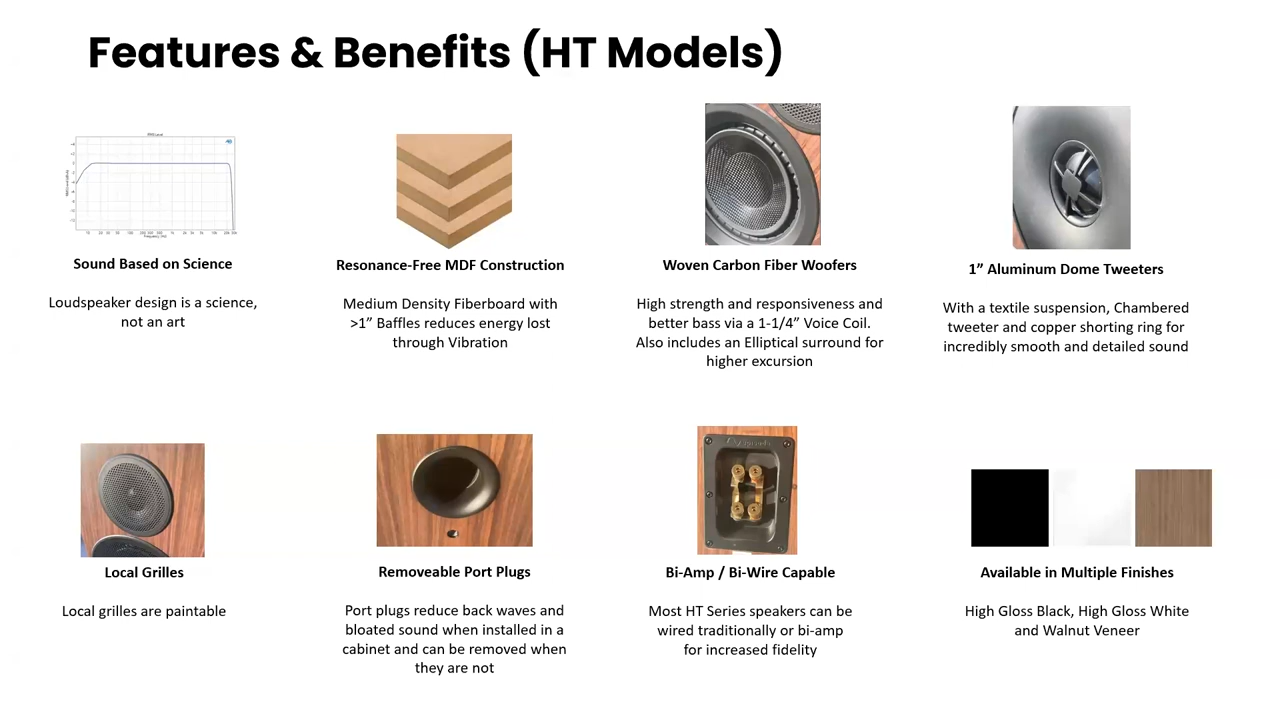 Features & Benefits (HT Models)
Sound Based on Science
Loudspeaker design is a science,
not an art
Resonance-Free MDF Construction
Medium Density Fiberboard with
>1” Baffles reduces energy lost
through Vibration
Woven Carbon Fiber Woofers
High strength and responsiveness and
better bass via a 1-1/4” Voice Coil.
Also includes an Elliptical surround for
higher excursion
1” Aluminum Dome Tweeters
With a textile suspension, Chambered
tweeter and copper shorting ring for
incredibly smooth and detailed sound
Local Grilles
Local grilles are paintable
Removeable Port Plugs
Port plugs reduce back waves and
bloated sound when installed in a
cabinet and can be removed when
they are not
Bi-Amp / Bi-Wire Capable
Most HT Series speakers can be
wired traditionally or bi-amp
for increased fidelity
Available in Multiple Finishes
High Gloss Black, High Gloss White
and Walnut Veneer